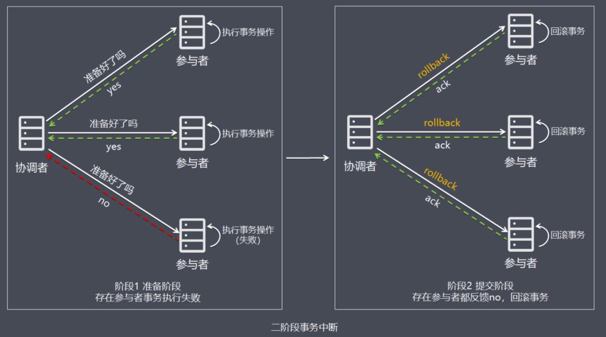 准备好了吗
yes
参与者
执行事务操作
协调者
准备好了吗
yes
参与者
执行事务操作
准备好了吗
no
参与者
执行事务操作
(失败)
阶段1 准备阶段
存在参与者事务执行失败
rollback
ack
参与者
回滚事务
协调者
rollback
ack
参与者
回滚事务
rollback
ack
参与者
回滚事务
阶段2 提交阶段
存在参与者都反馈no，回滚事务
二阶段事务中断